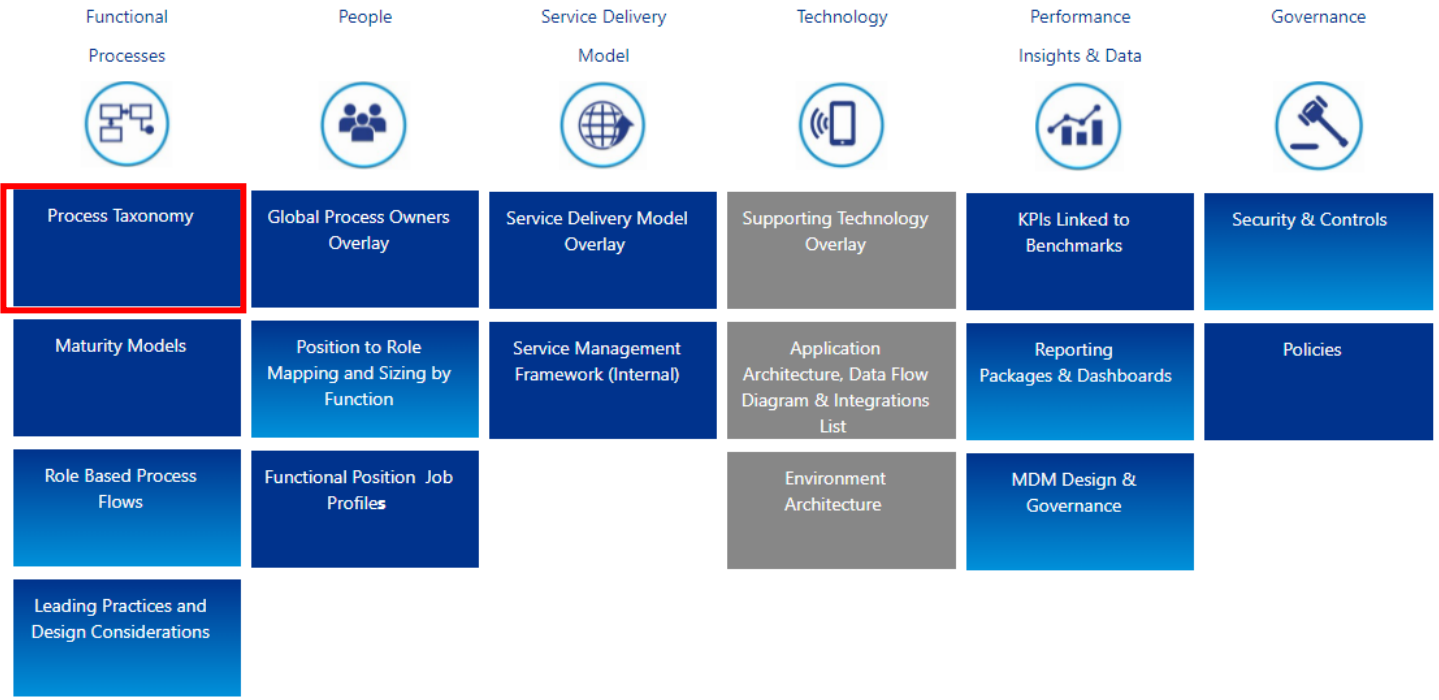 Functional
Processes
People
Service Delivery
Model
Technology
Performance
Insights & Data
Governance
Process Taxonomy
Global Process Owners
Overlay
Service Delivery Model
Overlay
Supporting Technology
Overlay
KPIs Linked to
Benchmarks
Security & Controls
Maturity Models
Position to Role
Mapping and Sizing by
Function
Service Management
Framework (Internal)
Application
Architecture, Data Flow
Diagram & Integrations
List
Reporting
Packages & Dashboards
Policies
Role Based Process
Flows
Functional Position Job
Profiles
Environment
Architecture
MDM Design &
Governance
Leading Practices and
Design Considerations